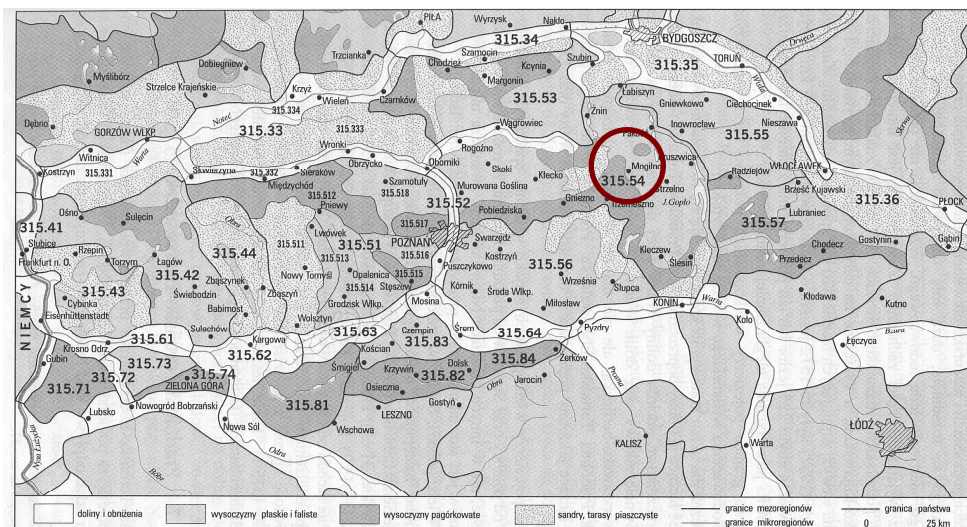 PIŁA
Wyrzysk
Nakło
BYDGOSZCZ
Drwęca
TORUŃ
Trzcianka
315.34
Szamocin
Szubin
315.35
Dobiegniew
Chodzież
Kcynia
Margonin
Myślibórz
Strzelce Krajeńskie
Krzyż
Wieleń
Czarnków
315.53
Łabiszyn
Gniewkowo
Ciechocinek
Wisła
315.334
Noteć
Żnin
Nieszawa
Dębno
315.33
315.333
Wągrowiec
Pakość
Inowrocław
315.55
Skrwa
GORZÓW WLKP.
Warta
Wronki
Rogoźno
Witnica
Obrzycko
Oborniki
Skoki
Mogilno
Kruszwica
Kostrzyn
315.331
Skwierzyna
315.332
Sieraków
Kłecko
315.54
Radziejów
WŁOCŁAWEK
Międzychód
Szamotuły
Murowana Goślina
Strzelno
Brześć Kujawski
315.512
315.518
315.52
Gniezno
Trzemeszno
J.Gopło
315.36
PŁOCK
Ośno
Sulęcin
Obra
Pniewy
Pobiedziska
Lubraniec
315.41
Lwówek
315.517
315.57
Słubice
315.44
315.511
315.51
POZNAŃ
Swarzędz
Kleczew
Chodecz
Gostynin
Gąbin
Frankfurt n. O.
Rzepin
Torzym
Łagów
315.516
Kostrzyn
Ślesin
Przedecz
315.42
Zbąszynek
Nowy Tomyśl
315.513
Opalenica
315.515
Puszczykowo
315.56
315.43
Świebodzin
Zbąszyń
315.514
Stęszew
Września
Słupca
Kłodawa
Cybinka
Babimost
Grodzisk Wlkp.
Mosina
Kórnik
Środa Wlkp.
KONIN
Warta
Kutno
NIEMCY
Eisenhüttenstadt
Sulechów
Wolsztyn
Miłosław
Koło
315.61
Kargowa
315.63
Czempin
Śrem
315.64
Pyzdry
Bzura
Krosno Odrz.
315.62
Kościan
315.83
Łęczyca
Gubin
315.73
Śmigiel
Krzywin
Dolsk
315.84
Żerków
315.72
315.74
315.82
Prosna
315.71
ZIELONA GÓRA
Osieczna
Obra
Jarocin
Lubsko
Nowogród Bobrzański
315.81
LESZNO
Gostyń
Nowa Sól
Wschowa
ŁÓDŹ
Nysa Łużycka
Odra
KALISZ
Warta
Bóbr
doliny i obniżenia
wysoczyzny płaskie i faliste
wysoczyzny pagórkowate
sandry, tarasy piaszczyste
granice mezoregionów
granice mikroregionów
granica państwa
0 25 km